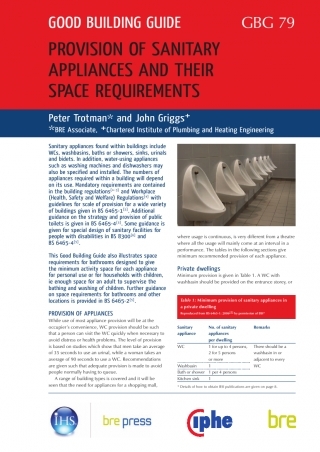 GOOD BUILDING GUIDE
CBG 79
PROVISION OF SANITARY
APPLIANCES AND THEIR
SPACE REQUIREMENTS
Peter Trotman* and John Griggs+
*BRE Associate, +Chartered Institute of Plumbing and Heating Engineering
Sanitary appliances found within buildings include
WCs, washbasins, baths or showers, sinks, urinals
and bidets. In addition, water-using appliances
such as washing machines and dishwashers may
also be specified and installed. The numbers of
appliances required within a building will depend
on its use. Mandatory requirements are contained
in the building regulations and Workplace
(Health, Safety and Welfare) Regulations with
guidelines for scale of provision for a wide variety
of buildings given in BS 6465-1. Additional
guidance on the strategy and provision of public
toilets is given in BS 6465-4. Some guidance is
given for special design of sanitary facilities for
people with disabilities in BS 8300 and
BS 6465-4.
This Good Building Guide also illustrates space
requirements for bathrooms designed to give
the minimum activity space for each appliance
for personal use or for households with children,
ie enough space for an adult to supervise the
bathing and washing of children. Further guidance
on space requirements for bathrooms and other
locations is provided in BS 6465-2.
PROVISION OF APPLIANCES
While use of most appliance provision will be at the
occupier's convenience, WC provision should be such
that a person can visit the WC quickly when necessary to
avoid distress or health problems. The level of provision
is based on studies which show that men take an average
of 35 seconds to use an urinal, while a woman takes an
average of 90 seconds to use a WC. Recommendations
are given such that adequate provision is made to avoid
people normally having to queue.
A range of building types is covered and it will be
seen that the need for appliances for a shopping mall,
where usage is continuous, is very different from a theatre
where all the usage will mainly come at an interval in a
performance. The tables in the following sections give
minimum recommended provision of each appliance.
Private dwellings
Minimum provision is given in Table 1. A WC with
washbasin should be provided on the entrance storey, or
Table 1: Minimum provision of sanitary appliances in
a private dwelling
Sanitary appliance
No. of sanitary appliances per dwelling
Remarks
WC
1 for up to 4 persons,
2 for 5 persons
or more
There should be a
washbasin in or
adjacent to every
WC
Washbasin 1
Bath or shower 1 per 4 persons
Kitchen sink 1
* Details of how to obtain BSI publications are given on page 6.
IHS
bre press
ciphe
bre